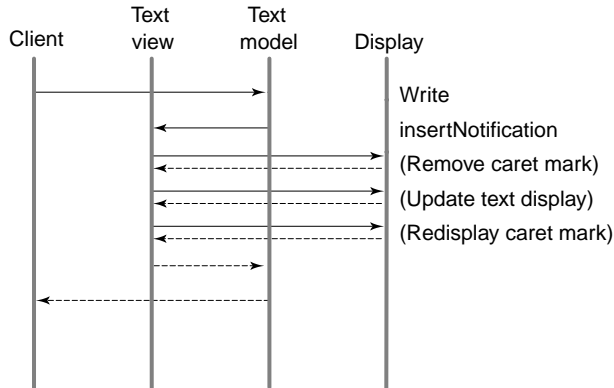 Client
Text
view
Text
model
Display
Write
insertNotification
(Remove caret mark)
(Update text display)
(Redisplay caret mark)